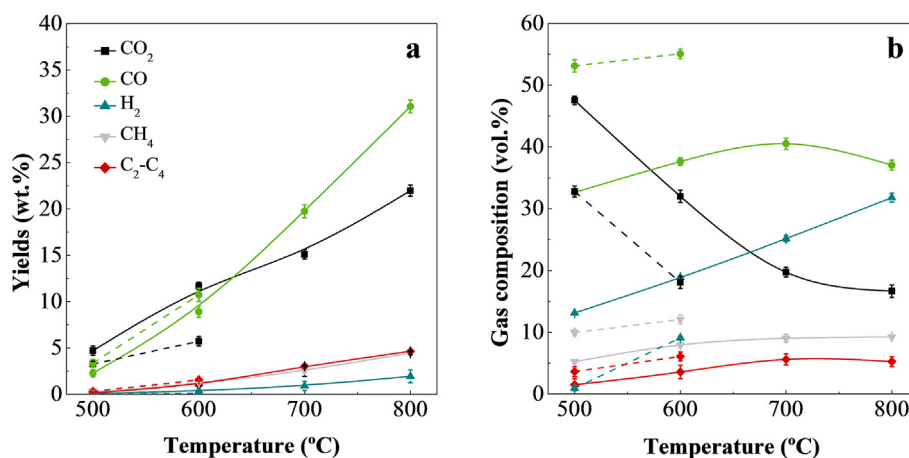 a
CO2
CO
H2
CH4
C2-C4
40
35
30
25
20
15
10
5
0
500
600
700
800
Yields (wt.%)
Temperature (ºC)
b
60
50
40
30
20
10
0
500
600
700
800
Gas composition (vol.%)
Temperature (ºC)